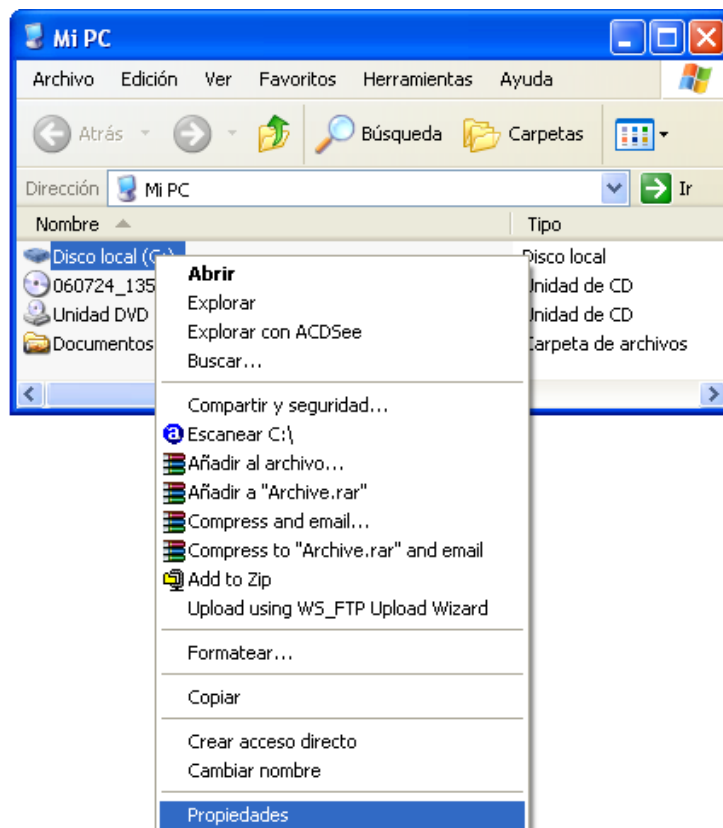 Mi PC
Archivo Edición Ver Favoritos Herramientas Ayuda
Atrás Búsqueda Carpetas
Dirección Mi PC Ir
Nombre Tipo
Disco local (C:) Disco local
060724_135 Unidad de CD
Unidad DVD Unidad de CD
Documentos Carpeta de archivos
Abrir
Explorar
Explorar con ACDSee
Buscar...
Compartir y seguridad...
a Escanear C:\
Añadir al archivo...
Añadir a "Archive.rar"
Compress and email...
Compress to "Archive.rar" and email
Add to Zip
Upload using WS_FTP Upload Wizard
Formatear...
Copiar
Crear acceso directo
Cambiar nombre
Propiedades